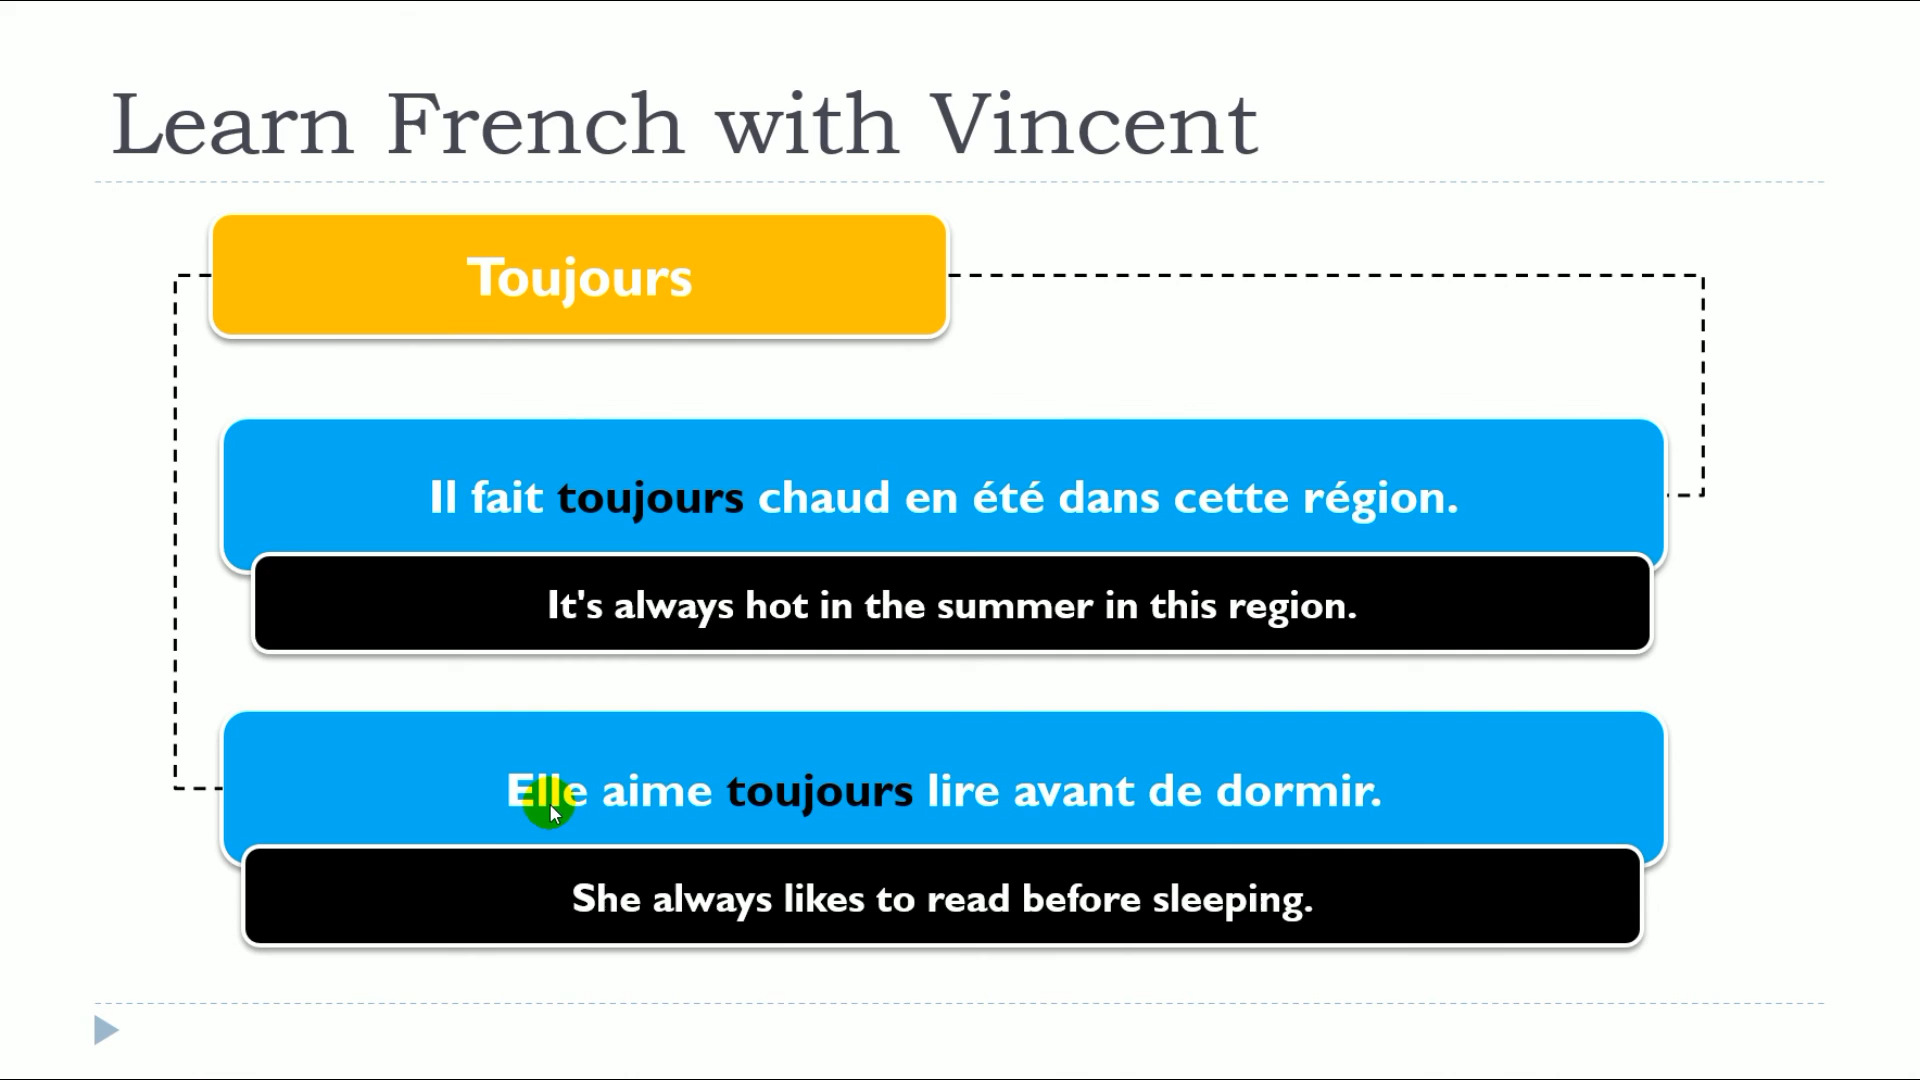 Learn French with Vincent
Toujours
Il fait toujours chaud en été dans cette région.
It's always hot in the summer in this region.
Elle aime toujours lire avant de dormir.
She always likes to read before sleeping.